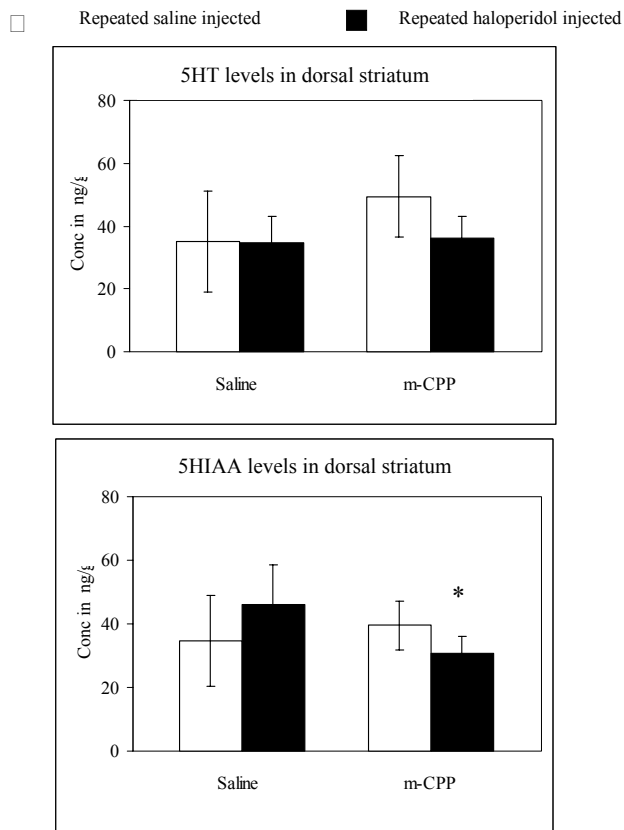 Repeated saline injected
Repeated haloperidol injected
5HT levels in dorsal striatum
80
60
40
20
0
Conc in ng/g
Saline
m-CPP
5HIAA levels in dorsal striatum
80
60
40
20
0
Conc in ng/g
*
Saline
m-CPP